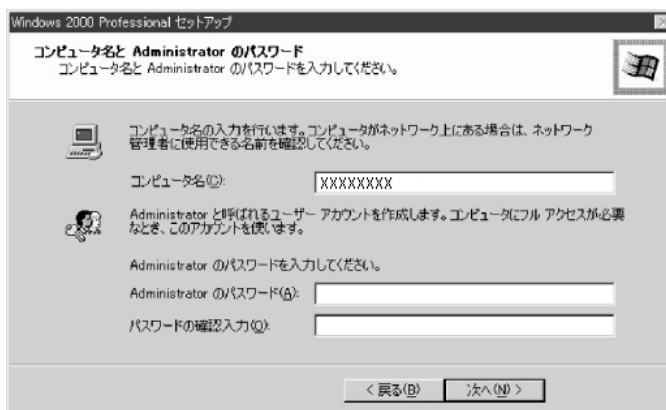 Windows 2000 Professional セットアップ
コンピュータ名と Administrator のパスワード
コンピュータ名と Administrator のパスワードを入力してください。
コンピュータ名の入力を行います。コンピュータがネットワーク上にある場合は、ネットワーク
管理者に使用できる名前を確認してください。
コンピュータ名(C):
XXXXXXXX
Administrator と呼ばれるユーザー アカウントを作成します。コンピュータにフル アクセスが必要
なとき、このアカウントを使います。
Administrator のパスワードを入力してください。
Administrator のパスワード(A):
パスワードの確認入力(O):
< 戻る(B)
次へ(N) >